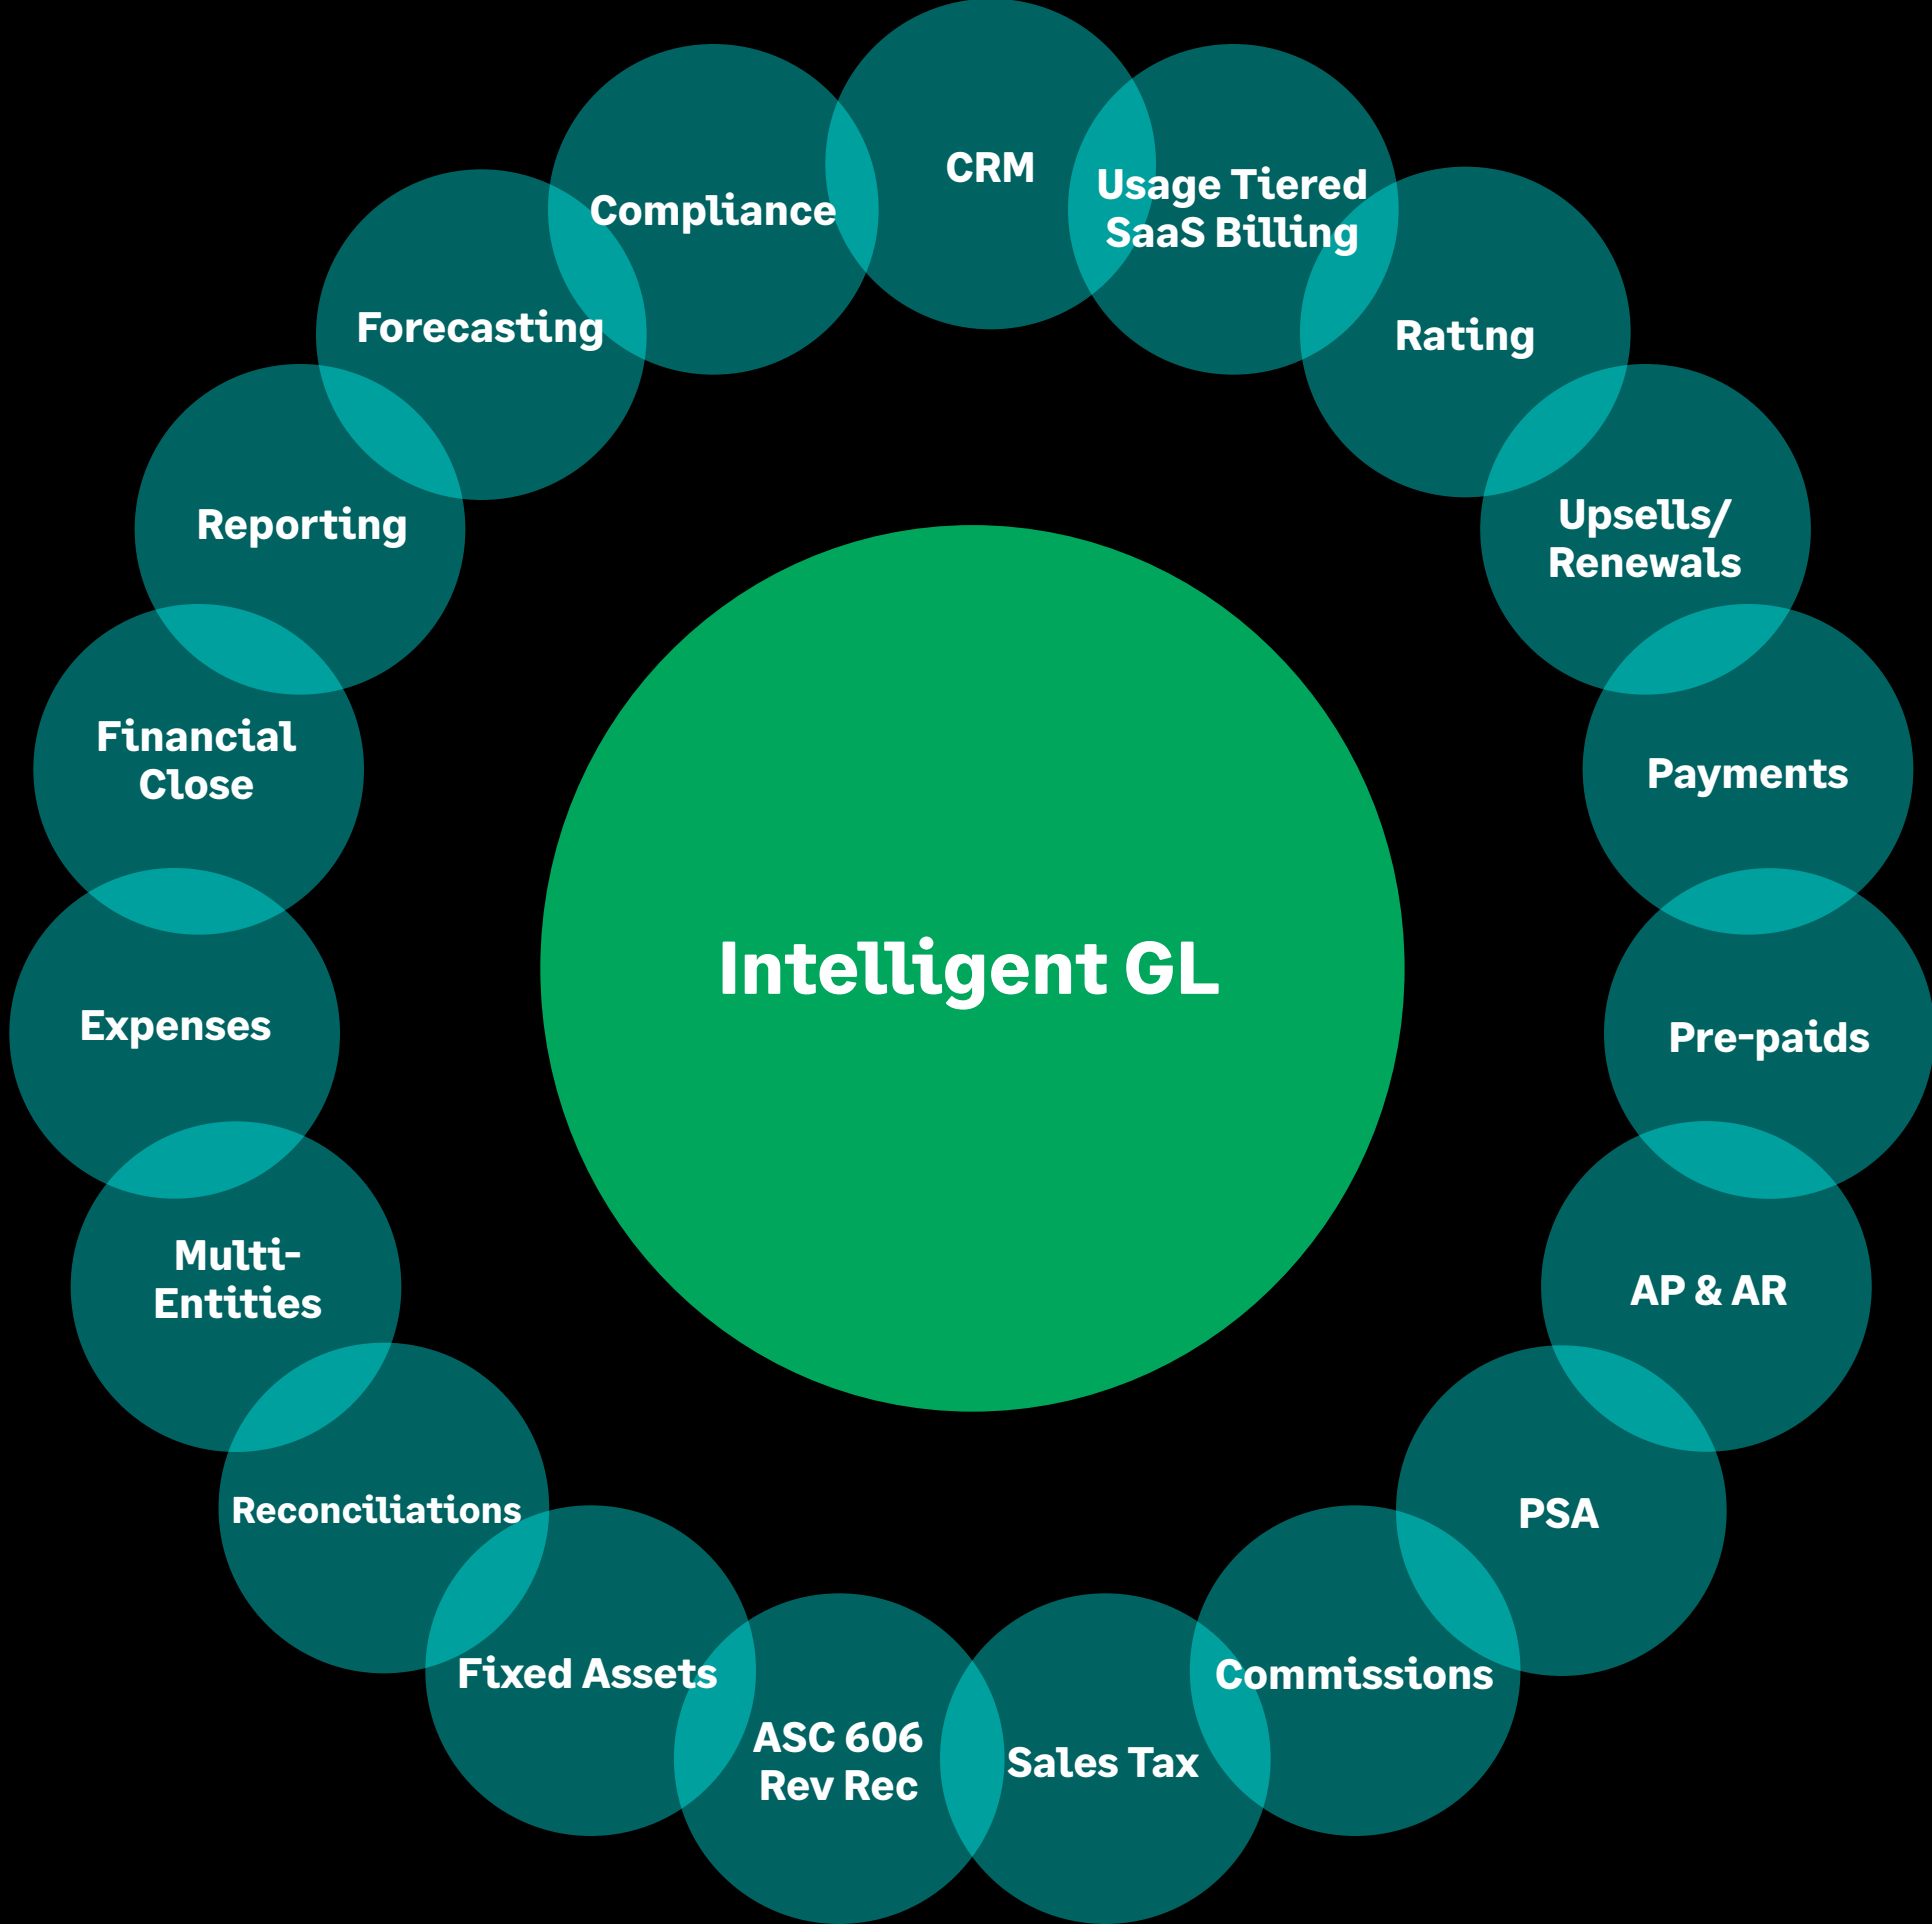 CRM
Usage Tiered
SaaS Billing
Rating
Upsells/
Renewals
Payments
Pre-paids
AP & AR
PSA
Commissions
Sales Tax
ASC 606
Rev Rec
Fixed Assets
Reconciliations
Multi-
Entities
Expenses
Financial
Close
Reporting
Forecasting
Compliance
Intelligent GL